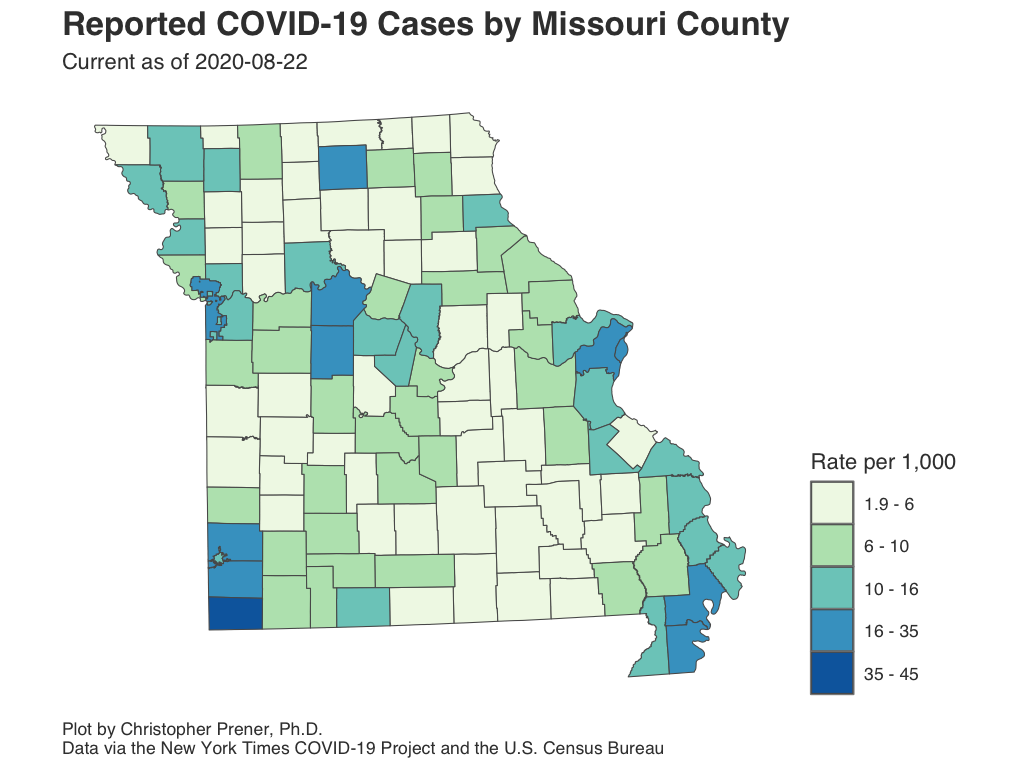 Reported COVID-19 Cases by Missouri County
Current as of 2020-08-22
Rate per 1,000
1.9 - 6
6 - 10
10 - 16
16 - 35
35 - 45
Plot by Christopher Prener, Ph.D.
Data via the New York Times COVID-19 Project and the U.S. Census Bureau